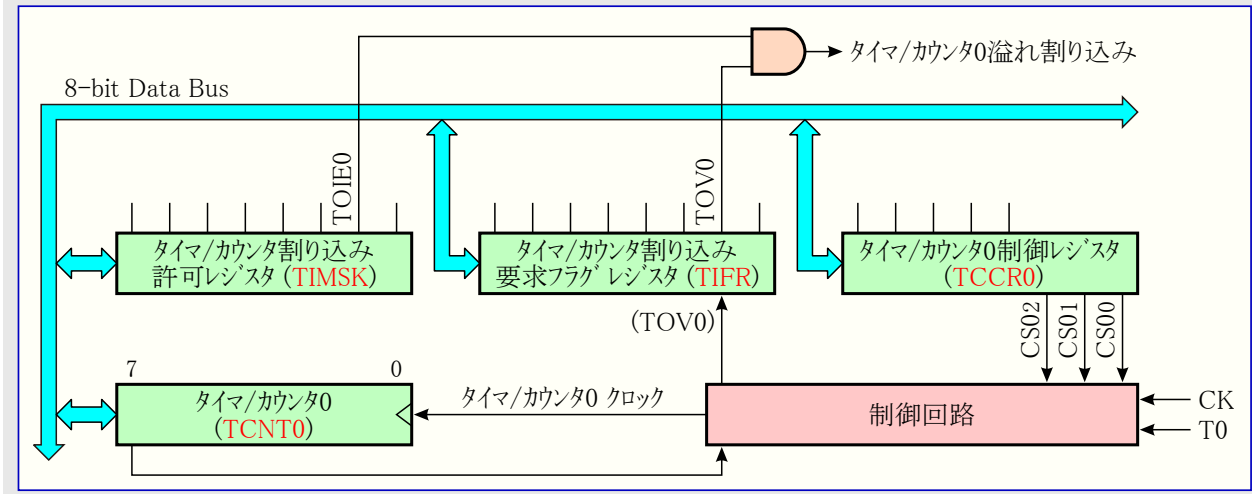 タイマ/カウンタ0溢れ割り込み
8-bit Data Bus
TOIE0
TOV0
タイマ/カウンタ割り込み
許可レジスタ (TIMSK)
タイマ/カウンタ割り込み
要求フラグ レジスタ (TIFR)
タイマ/カウンタ0制御レジスタ
(TCCR0)
(TOV0)
CS02
CS01
CS00
7
0
タイマ/カウンタ0
(TCNT0)
タイマ/カウンタ0 クロック
制御回路
CK
T0